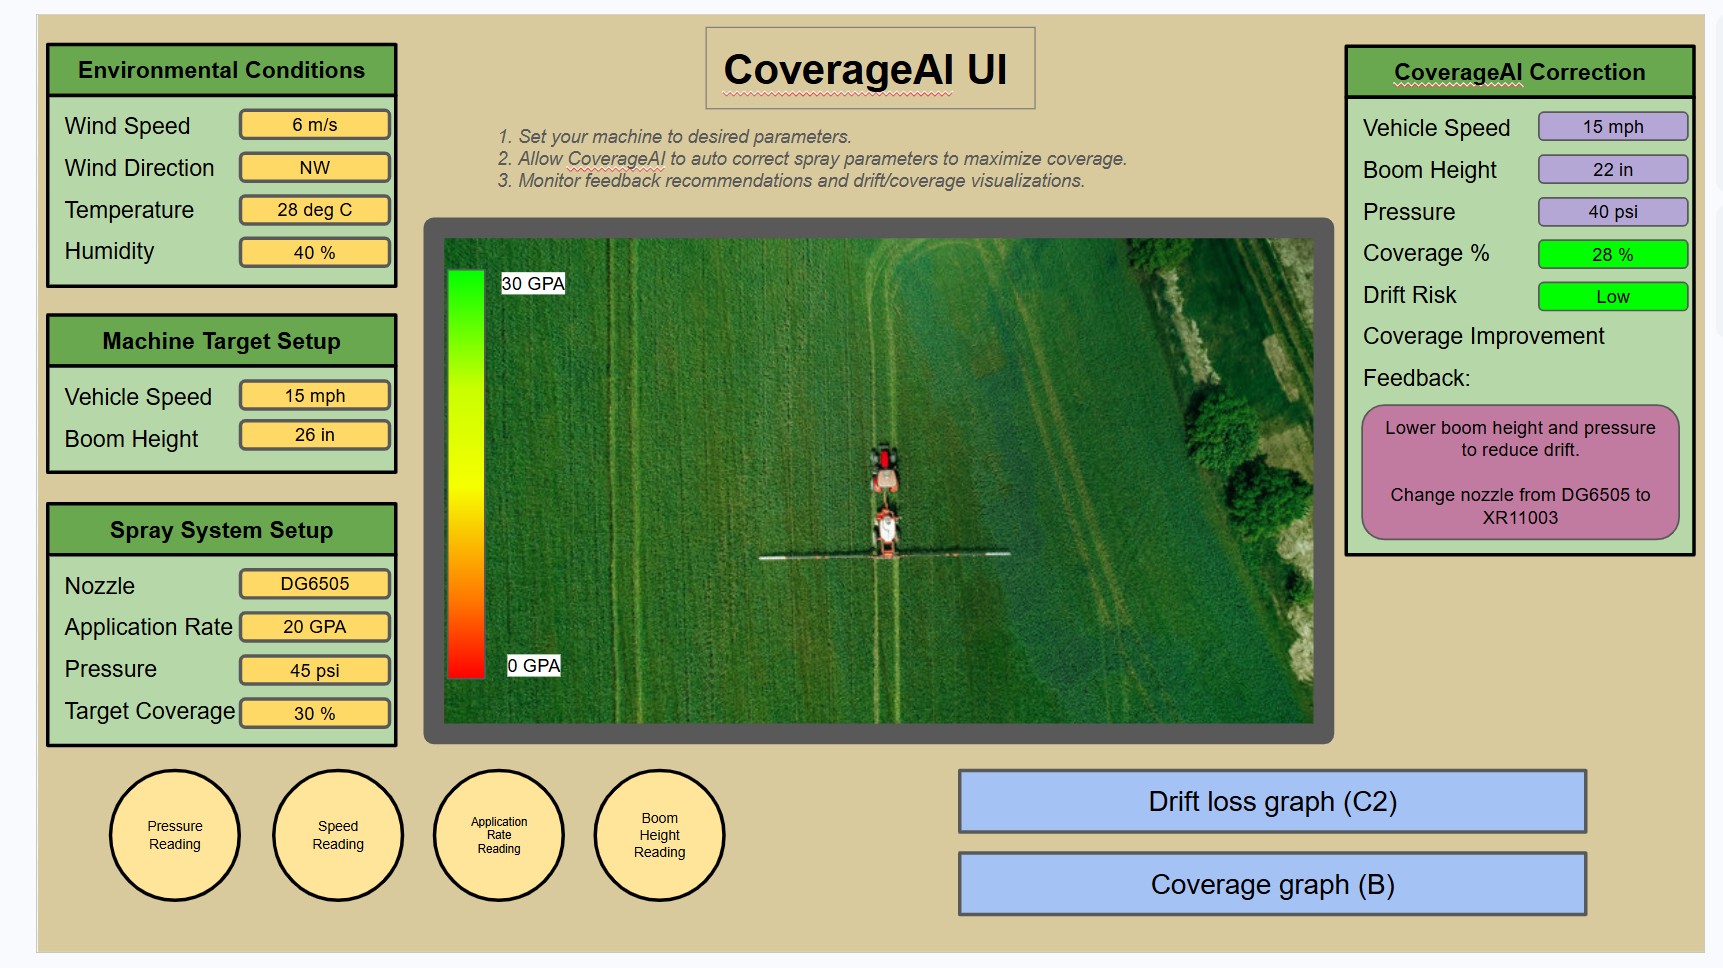 CoverageAI UI
1. Set your machine to desired parameters.
2. Allow CoverageAI to auto correct spray parameters to maximize coverage.
3. Monitor feedback recommendations and drift/coverage visualizations.
Environmental Conditions
Wind Speed 6 m/s
Wind Direction NW
Temperature 28 deg C
Humidity 40 %
Machine Target Setup
Vehicle Speed 15 mph
Boom Height 26 in
Spray System Setup
Nozzle DG6505
Application Rate 20 GPA
Pressure 45 psi
Target Coverage 30 %
30 GPA
0 GPA
CoverageAI Correction
Vehicle Speed 15 mph
Boom Height 22 in
Pressure 40 psi
Coverage % 28 %
Drift Risk Low
Coverage Improvement
Feedback:
Lower boom height and pressure
to reduce drift.
Change nozzle from DG6505 to
XR11003
Pressure
Reading
Speed
Reading
Application
Rate
Reading
Boom
Height
Reading
Drift loss graph (C2)
Coverage graph (B)